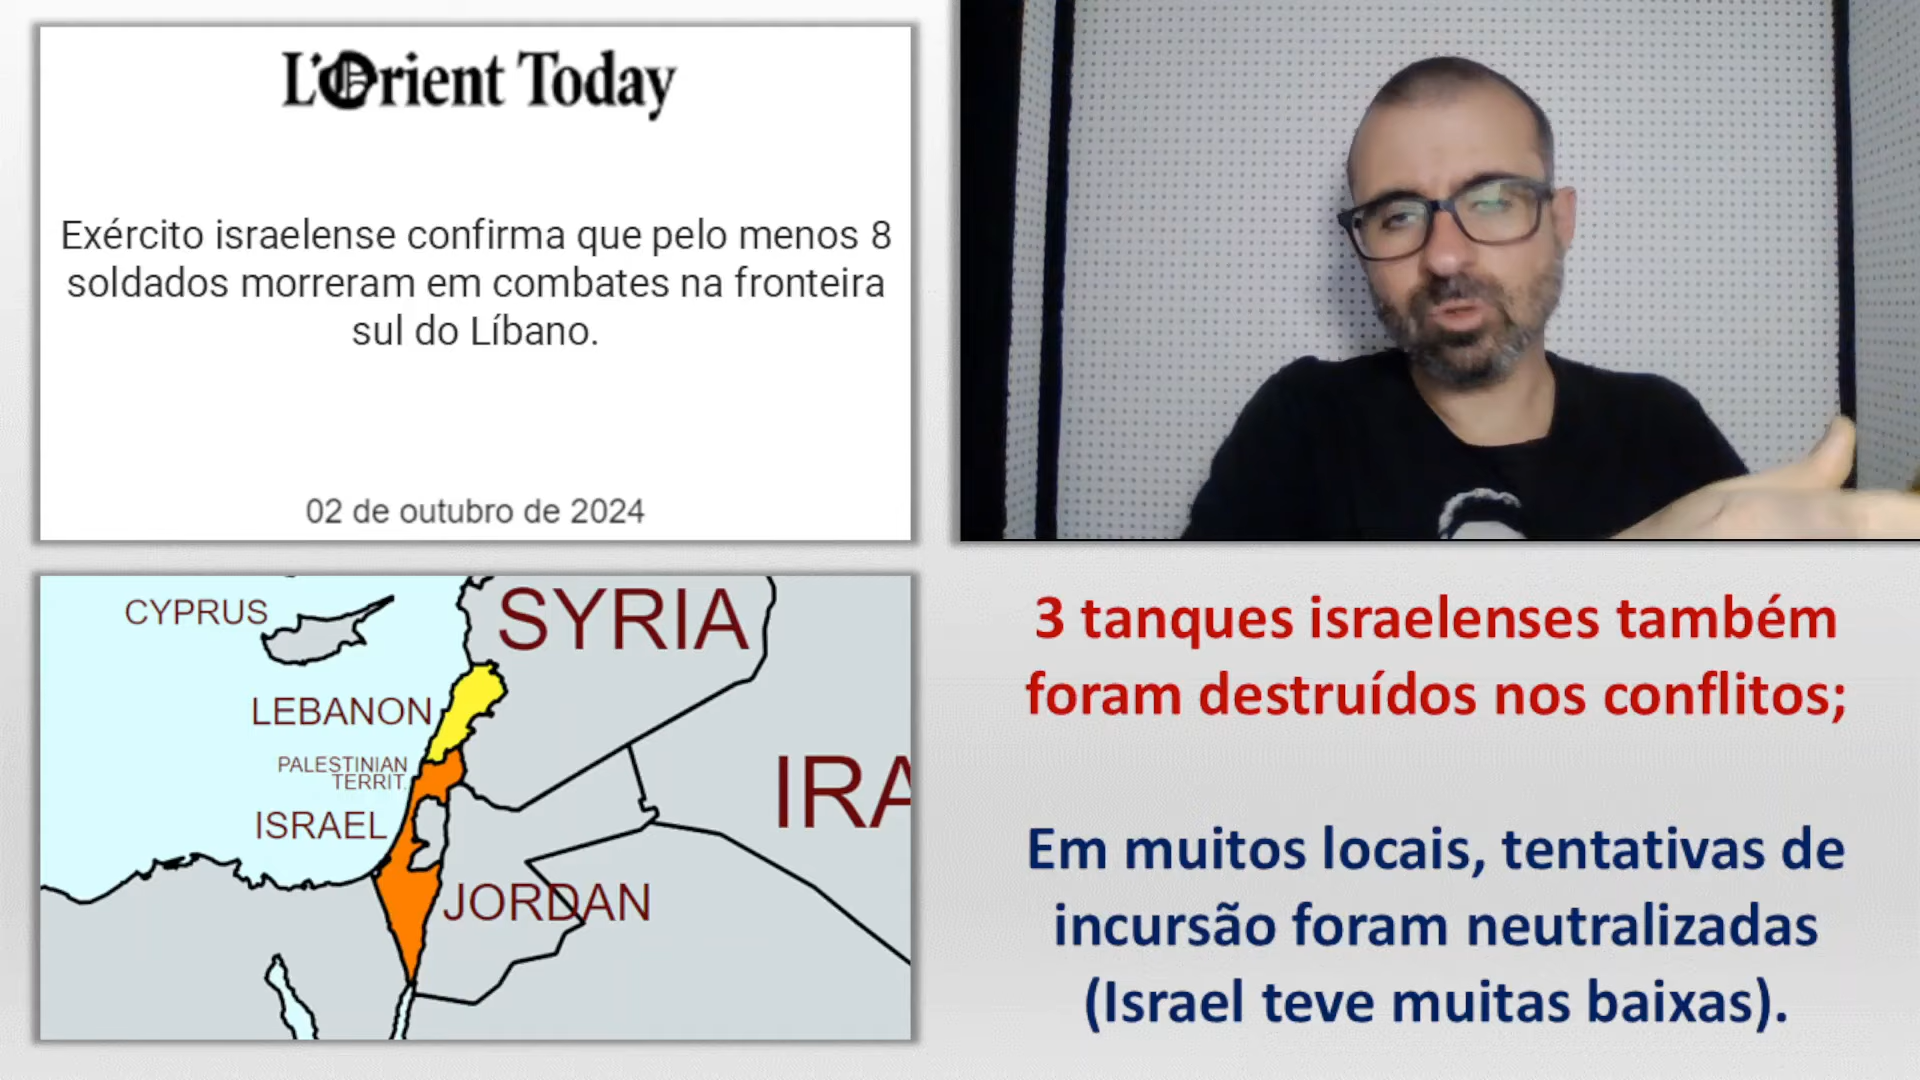 L'Orient Today
Exército israelense confirma que pelo menos 8
soldados morreram em combates na fronteira
sul do Líbano.
02 de outubro de 2024
3 tanques israelenses também
foram destruídos nos conflitos;
Em muitos locais, tentativas de
incursão foram neutralizadas
(Israel teve muitas baixas).
CYPRUS
SYRIA
LEBANON
PALESTINIAN
TERRIT.
IRA
ISRAEL
JORDAN